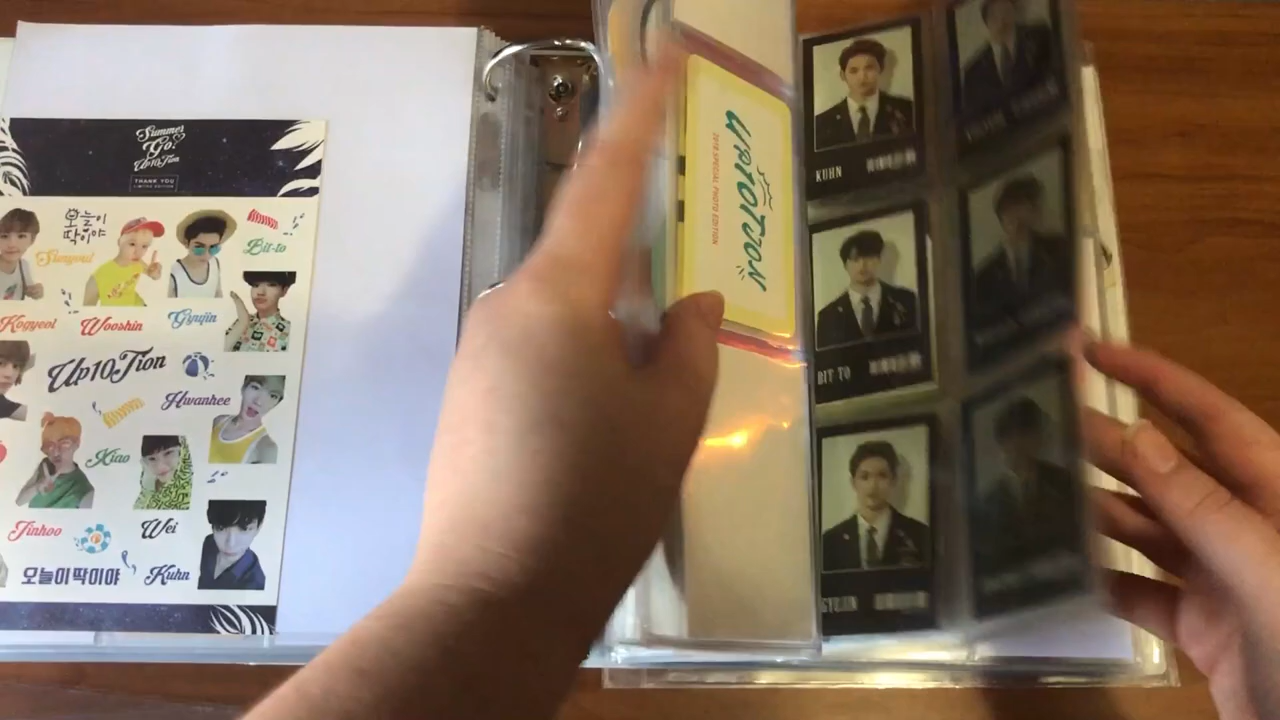 Summer
Go!
Up10Tion
THANK YOU
LIMITED EDITION
오늘이
딱이야
Sunyoul
Bit-to
Kogyeol
Wooshin
Gyujin
Up10Tion
Hwanhee
Xiao
Jinhoo
Wei
오늘이딱이야
Kuhn
UP10TION
2018 SPECIAL PHOTO EDITION
KUHN
BIT TO
GYUJIN